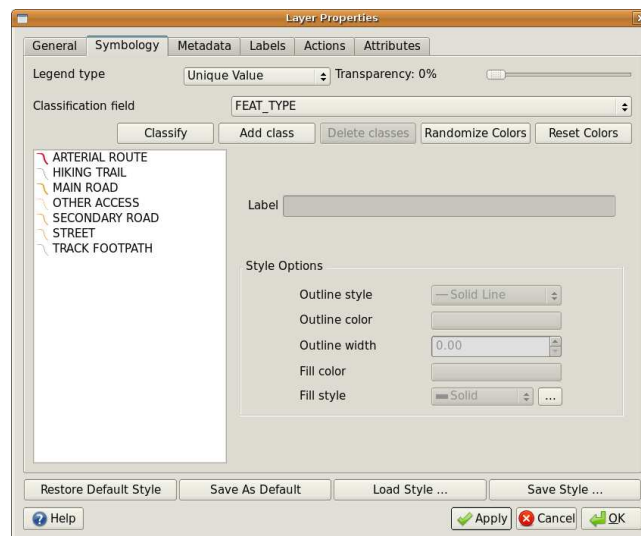 Layer Properties
General Symbology Metadata Labels Actions Attributes
Legend type Unique Value Transparency: 0%
Classification field FEAT_TYPE
Classify Add class Delete classes Randomize Colors Reset Colors
ARTERIAL ROUTE
HIKING TRAIL
MAIN ROAD
OTHER ACCESS
SECONDARY ROAD
STREET
TRACK FOOTPATH
Label
Style Options
Outline style Solid Line
Outline color
Outline width 0.00
Fill color
Fill style Solid ...
Restore Default Style Save As Default Load Style ... Save Style ...
Help Apply Cancel OK